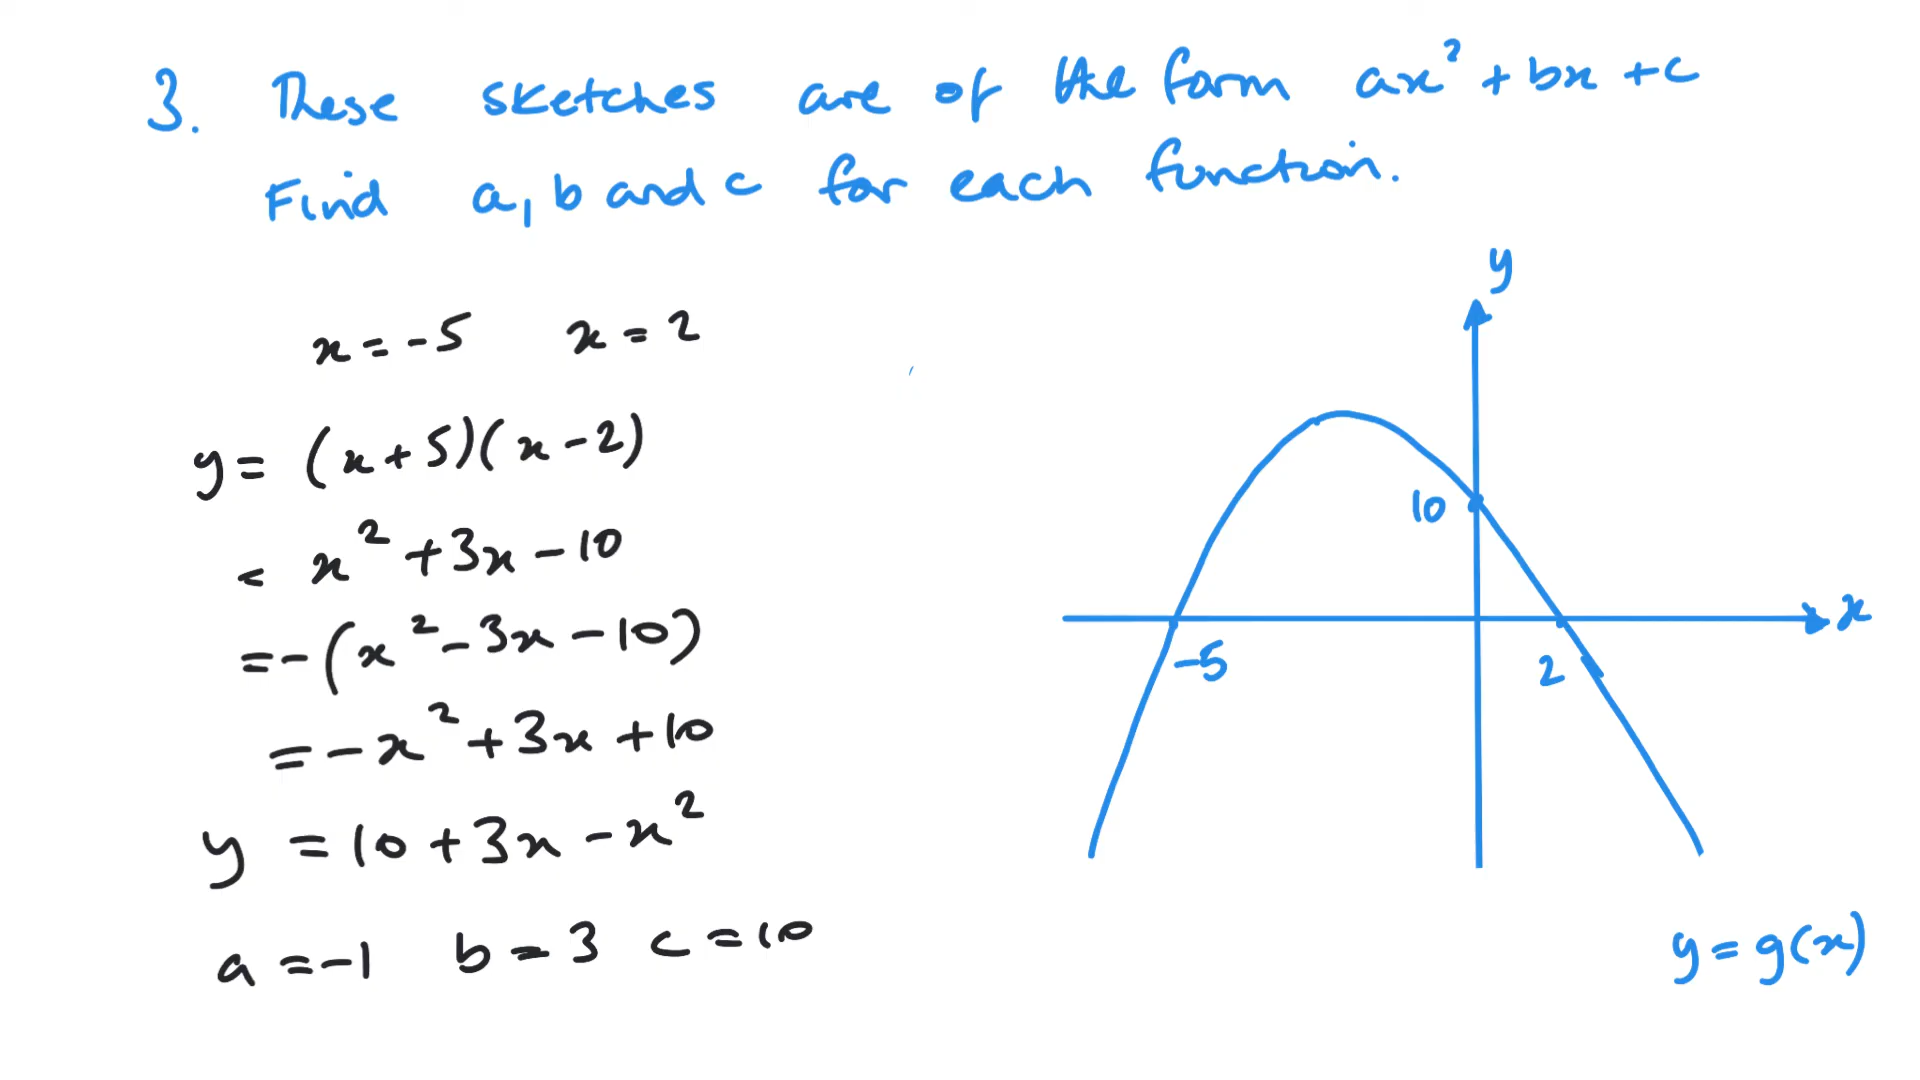 3. These sketches are of the form ax² + bx + c
Find a, b and c for each function.
x = -5 x = 2
y = (x + 5)(x - 2)
= x² + 3x - 10
= -(x² - 3x - 10)
= -x² + 3x + 10
y = 10 + 3x - x²
a = -1 b = 3 c = 10
y
10
x
-5 2
y = g(x)